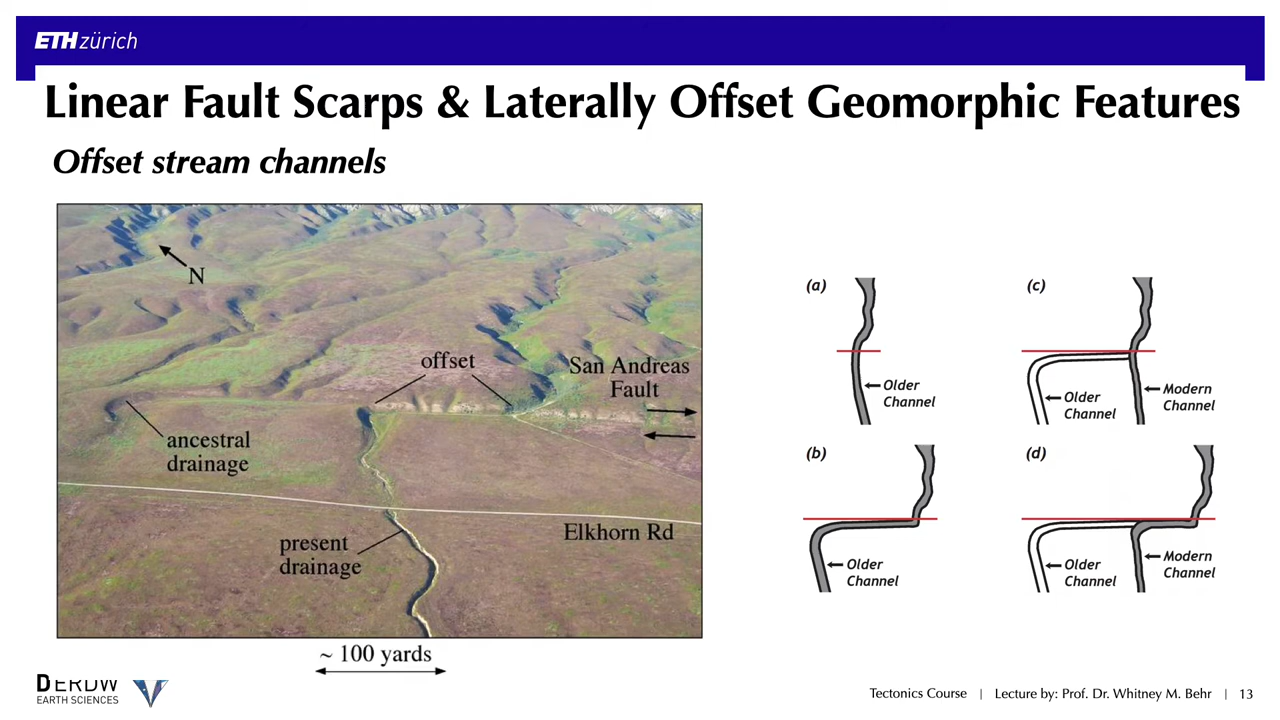 ETH zürich
Linear Fault Scarps & Laterally Offset Geomorphic Features
Offset stream channels
N
offset
San Andreas
Fault
ancestral
drainage
Elkhorn Rd
present
drainage
~ 100 yards
(a)
Older
Channel
(b)
Older
Channel
(c)
Older
Channel
Modern
Channel
(d)
Older
Channel
Modern
Channel
EARTH SCIENCES
Tectonics Course | Lecture by: Prof. Dr. Whitney M. Behr | 13